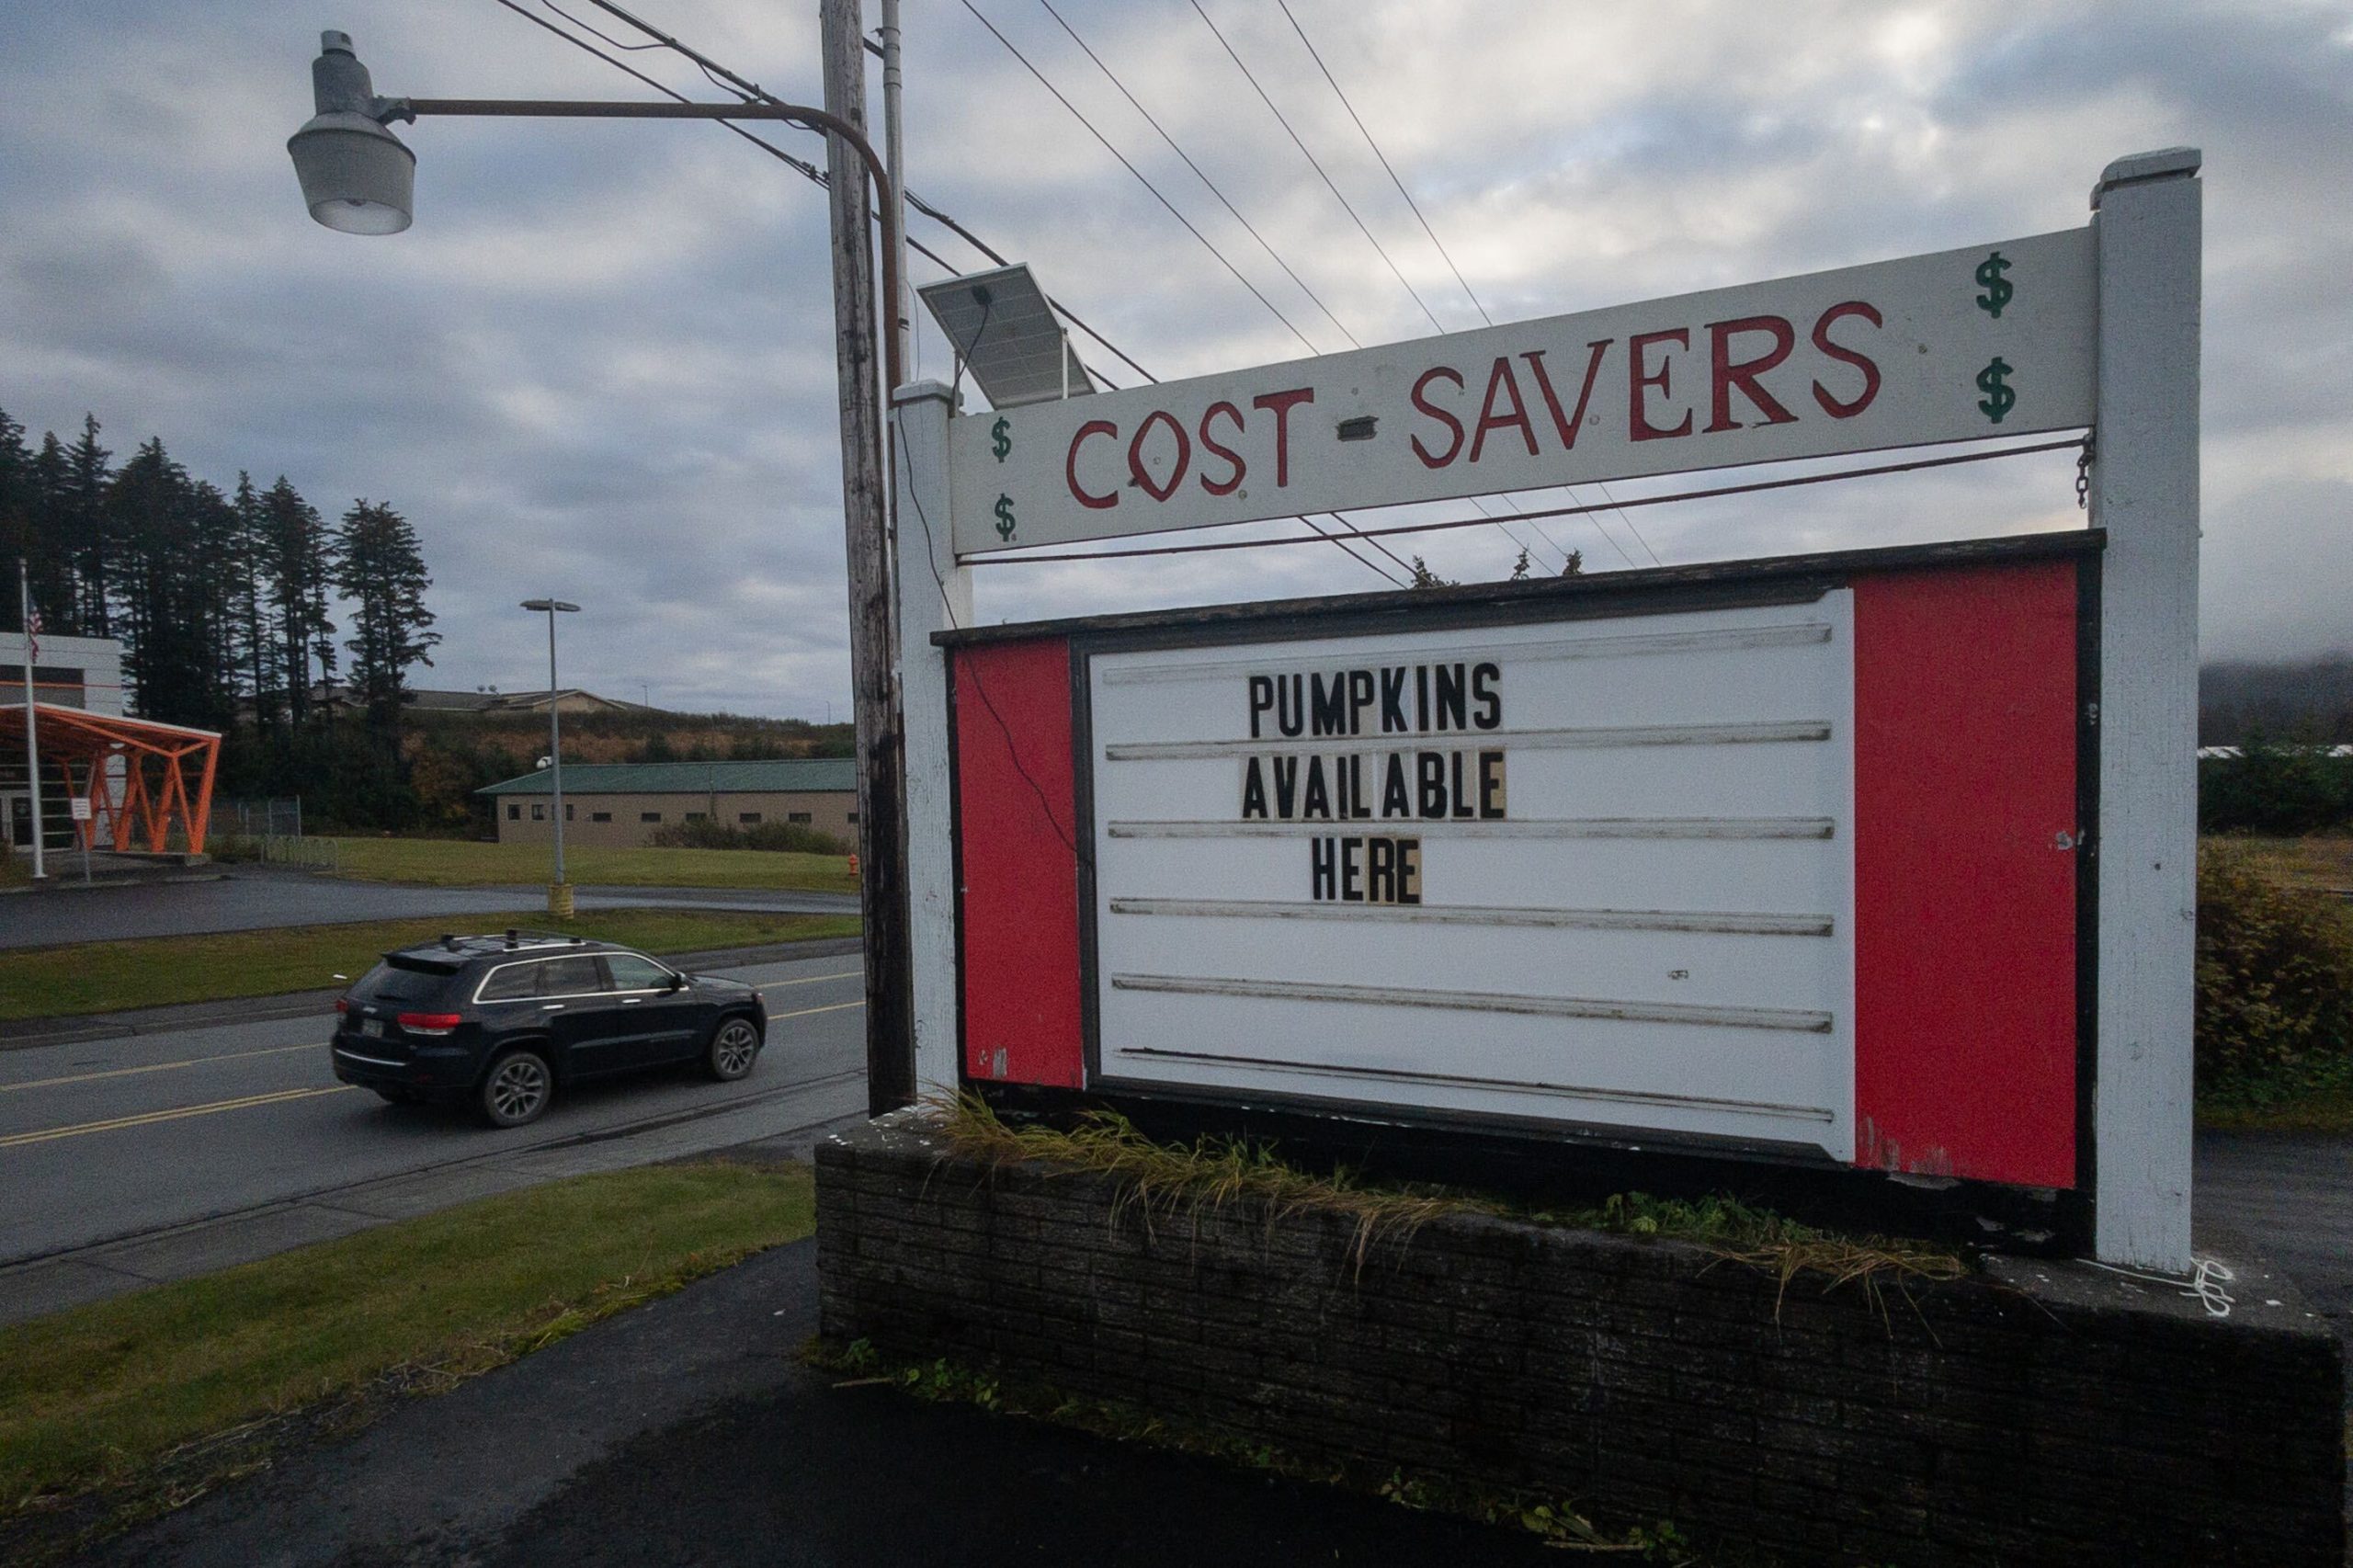 $ COST - SAVERS $
$ $
PUMPKINS
AVAILABLE
HERE